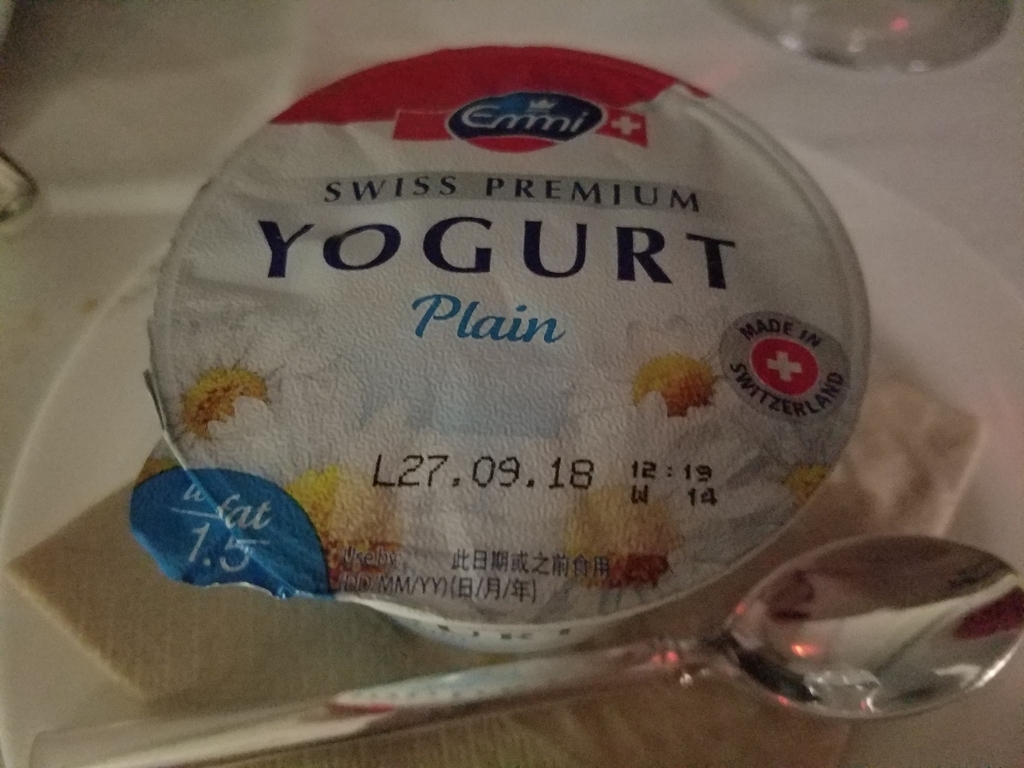 Emmi
SWISS PREMIUM
YOGURT
Plain
MADE IN
SWITZERLAND
L27.09.18 12:19
W 14
fat
1.5
Use by 此日期或之前食用
DD/MM/YY)(日/月/年)